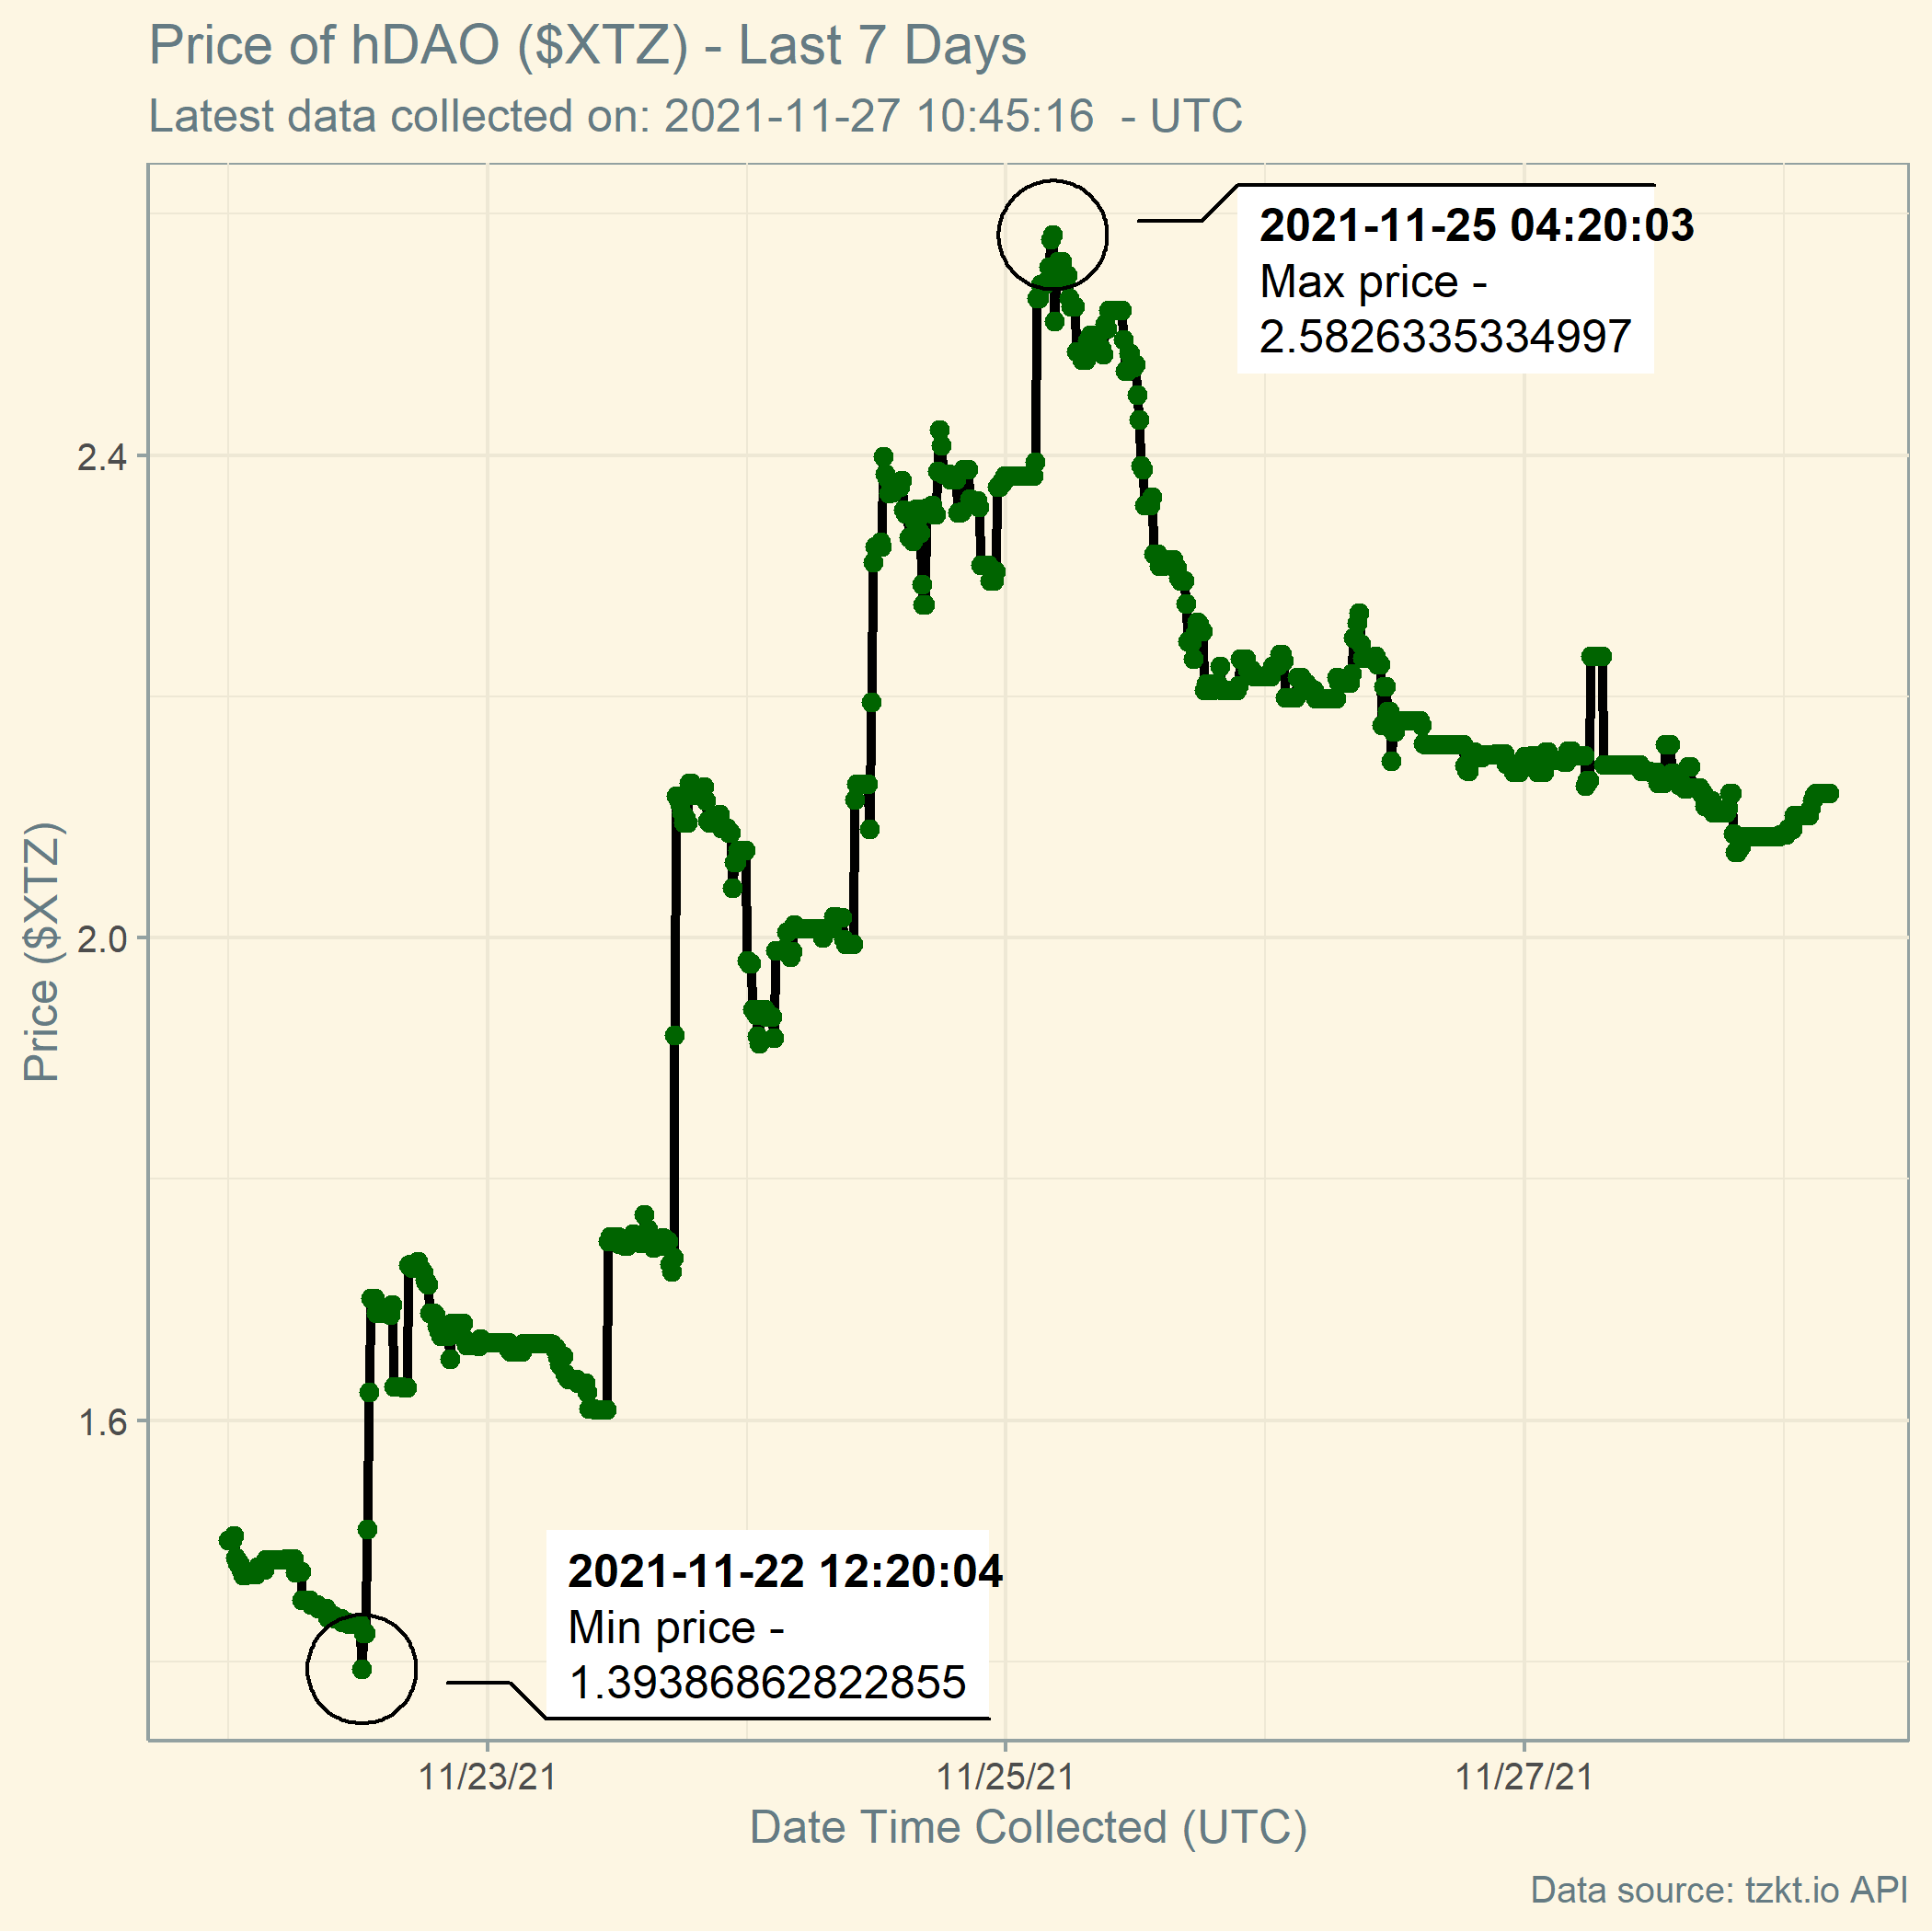 Price of hDAO ($XTZ) - Last 7 Days
Latest data collected on: 2021-11-27 10:45:16  - UTC
2021-11-25 04:20:03
Max price -
2.5826335334997
2.4
2.0
1.6
Price ($XTZ)
2021-11-22 12:20:04
Min price -
1.39386862822855
11/23/21
11/25/21
11/27/21
Date Time Collected (UTC)
Data source: tzkt.io API